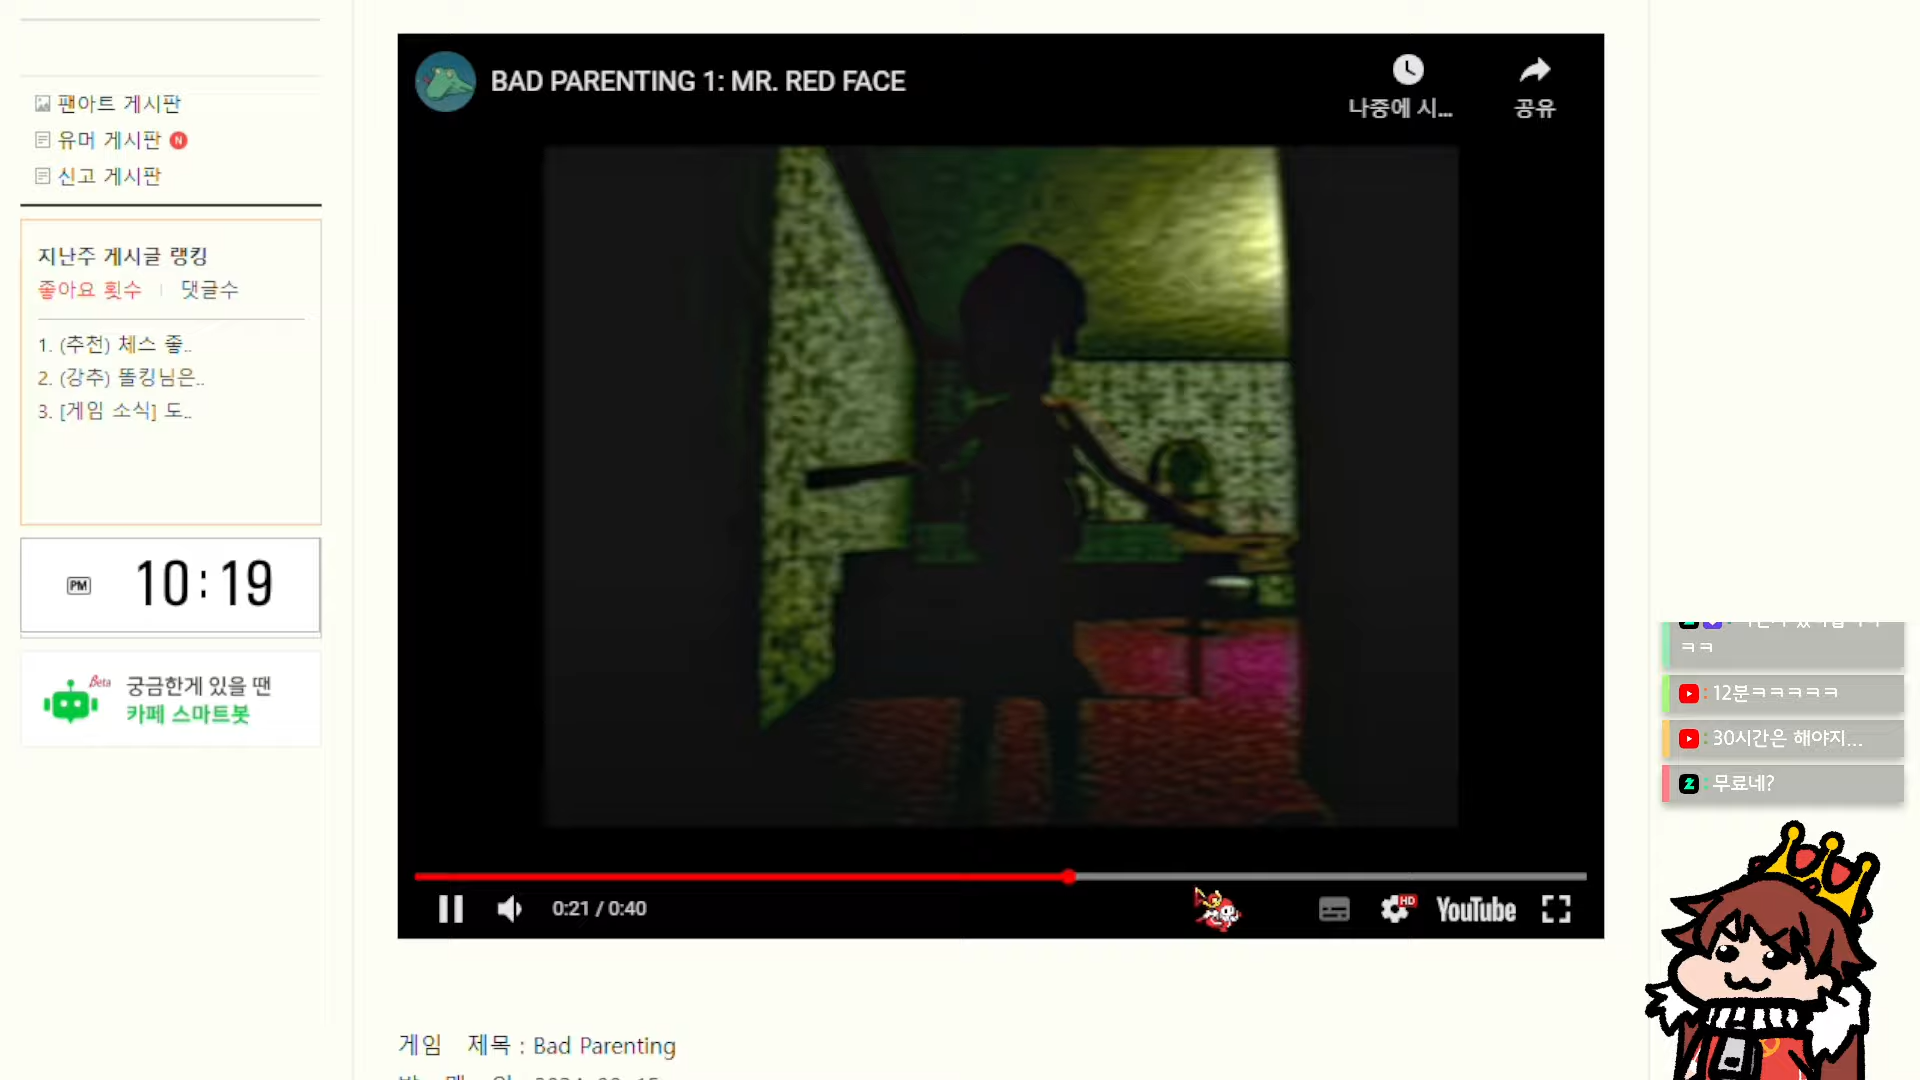 팬아트 게시판
유머 게시판 N
신고 게시판
지난주 게시글 랭킹
좋아요 횟수 | 댓글수
1. (추천) 체스 좋..
2. (강추) 똘킹님은..
3. [게임 소식] 도..
PM 10:19
Beta 궁금한게 있을 땐
카페 스마트봇
BAD PARENTING 1: MR. RED FACE
나중에 시...
공유
0:21 / 0:40
HD
YouTube
게임 제목 : Bad Parenting
ㅋㅋ
: 12분ㅋㅋㅋㅋㅋ
: 30시간은 해야지...
: 무료네?